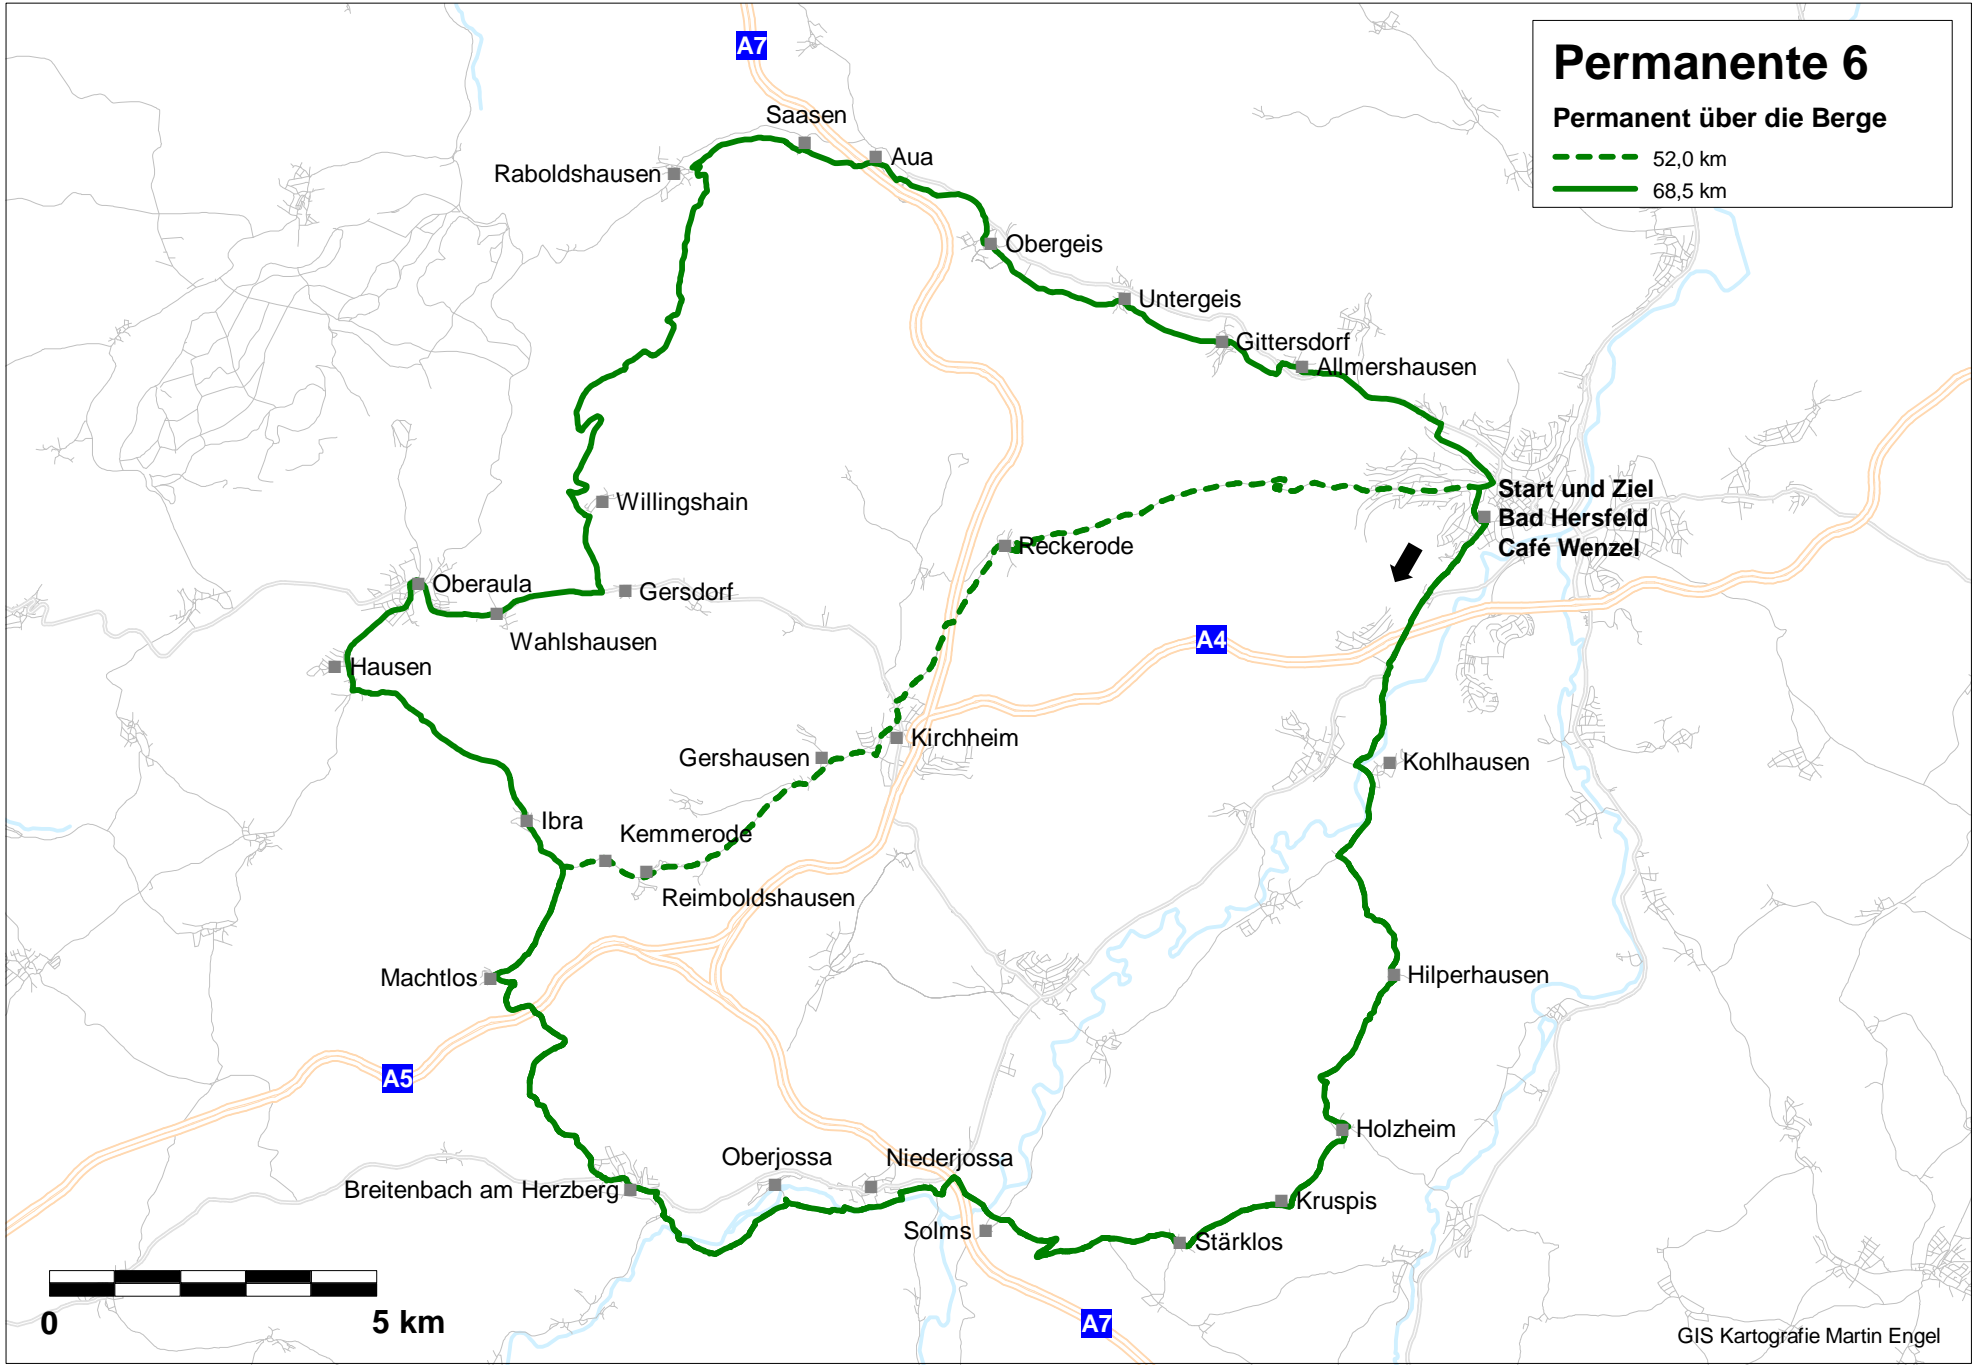 A7
Permanente 6
Permanent über die Berge
52,0 km
68,5 km
Saasen
Aua
Raboldshausen
Obergeis
Untergeis
Gittersdorf
Allmershausen
Start und Ziel
Bad Hersfeld
Café Wenzel
Willingshain
Reckerode
Oberaula
Gersdorf
Wahlshausen
A4
Hausen
Kirchheim
Gershausen
Kohlhausen
Ibra
Kemmerode
Reimboldshausen
Machtlos
Hilperhausen
A5
Holzheim
Oberjossa
Niederjossa
Breitenbach am Herzberg
Kruspis
Solms
Stärklos
0
5 km
A7
GIS Kartografie Martin Engel